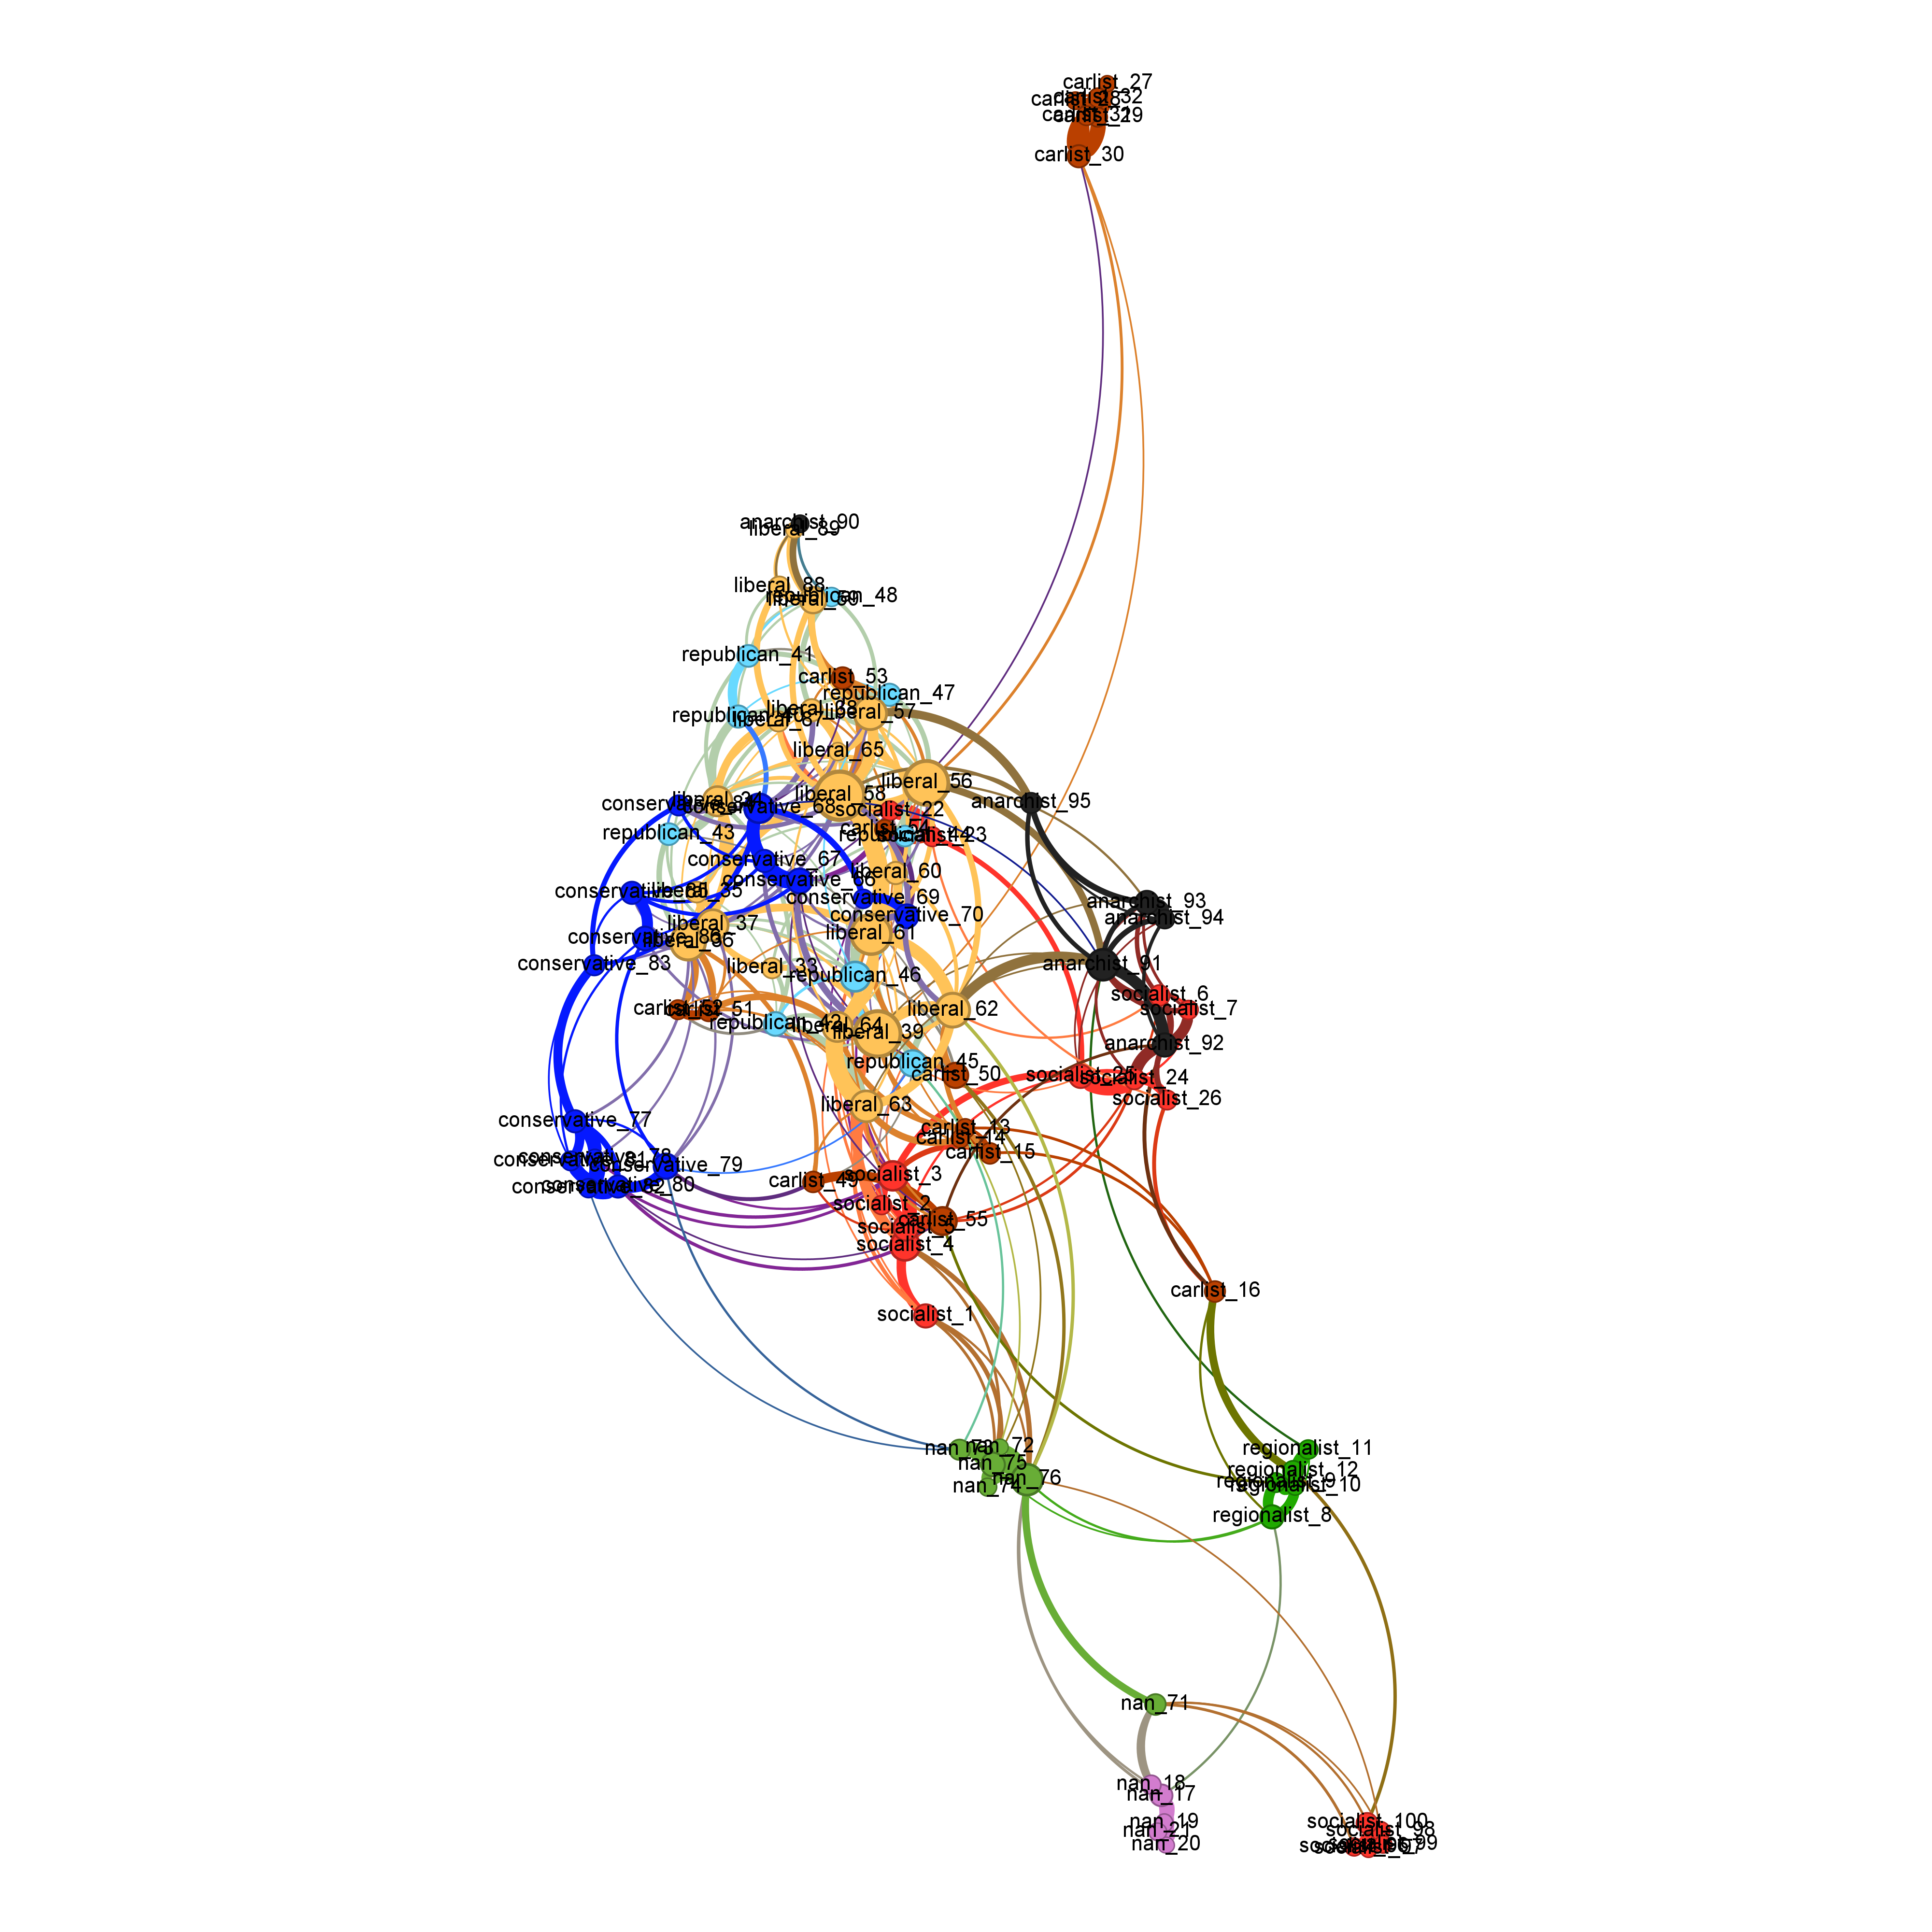 carlist_27
carlist_32
carlist_28
carlist_31
carlist_29
carlist_30
anarchist_90
liberal_89
liberal_88
republican_48
liberal_59
republican_41
carlist_53
republican_47
liberal_38
liberal_57
republican_40
liberal_87
liberal_65
liberal_56
liberal_58
liberal_34
conservative_68
anarchist_95
socialist_22
carlist_54
republican_43
republican_44
socialist_23
conservative_67
liberal_60
conservative_66
conservative_85
liberal_35
conservative_69
anarchist_93
conservative_70
anarchist_94
liberal_37
liberal_61
conservative_86
liberal_36
conservative_83
liberal_33
anarchist_91
republican_46
socialist_6
carlist_52
carlist_51
liberal_62
socialist_7
republican_42
liberal_64
liberal_39
anarchist_92
republican_45
carlist_50
socialist_25
socialist_24
socialist_26
liberal_63
conservative_77
carlist_13
carlist_14
carlist_15
conservative_78
conservative_81
conservative_79
socialist_3
carlist_49
conservative_80
conservative_82
socialist_2
carlist_55
socialist_5
socialist_4
carlist_16
socialist_1
nan_73
nan_72
regionalist_11
nan_75
regionalist_12
nan_76
regionalist_9
nan_74
regionalist_10
regionalist_8
nan_71
nan_18
nan_17
nan_19
nan_21
nan_20
socialist_100
socialist_98
socialist_99